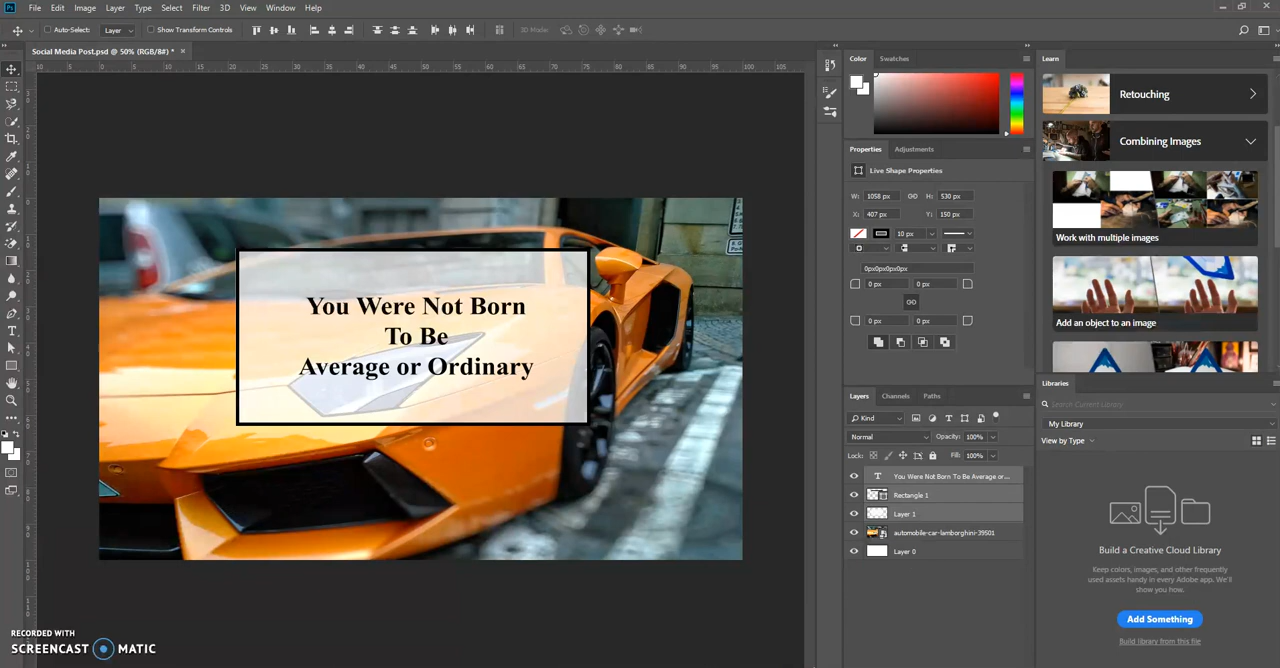 Ps File Edit Image Layer Type Select Filter 3D View Window Help
Auto-Select: Layer Show Transform Controls 3D Mode:
Social Media Post.psd @ 50% (RGB/8#) *
You Were Not Born
To Be
Average or Ordinary
RECORDED WITH
SCREENCAST MATIC
Color Swatches
Properties Adjustments
Live Shape Properties
W: 1058 px H: 530 px
X: 407 px Y: 150 px
10 px
0px0px0px0px
0 px 0 px
0 px 0 px
Layers Channels Paths
Kind
Normal Opacity: 100%
Lock: Fill: 100%
You Were Not Born To Be Average or...
Rectangle 1
Layer 1
automobile-car-lamborghini-39501
Layer 0
Learn
Retouching
Combining Images
Work with multiple images
Add an object to an image
Libraries
Search Current Library
My Library
View by Type
Build a Creative Cloud Library
Keep colors, images, and other frequently
used assets handy in every Adobe app. We'll
show you how.
Add Something
Build library from this file